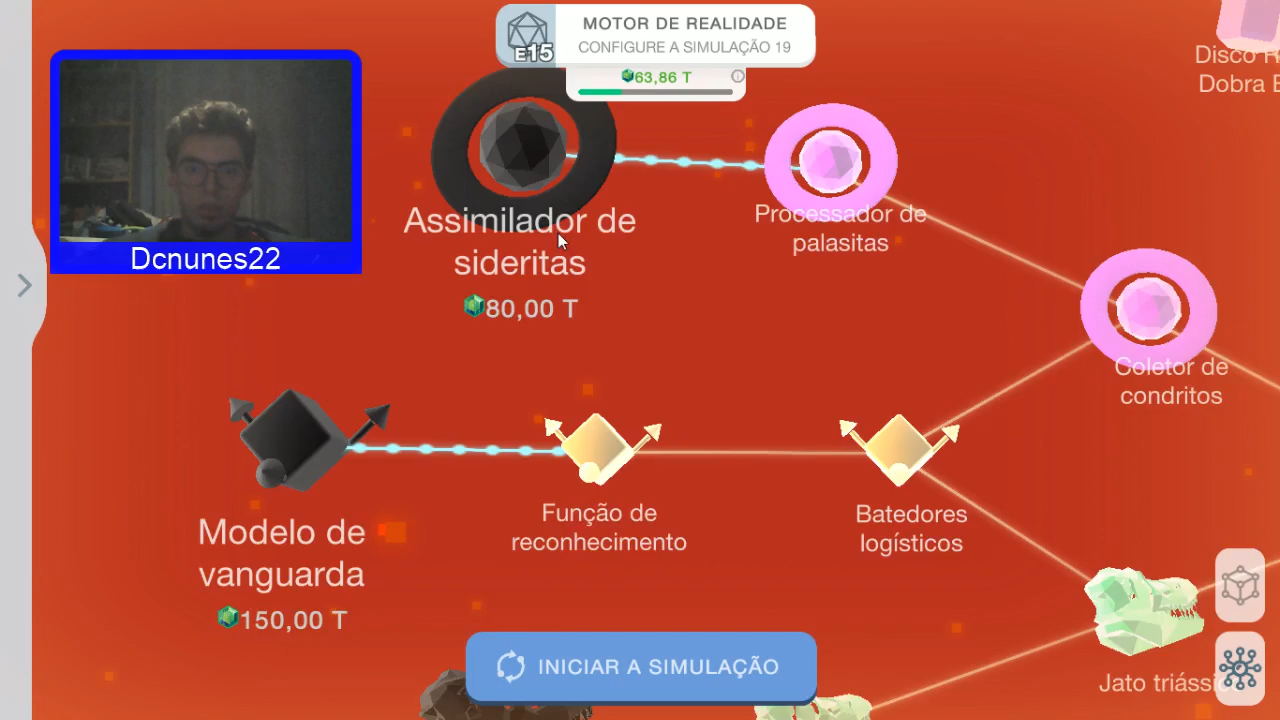 MOTOR DE REALIDADE
CONFIGURE A SIMULAÇÃO 19
E15
63,86 T
Disco
Dobra
Dcnunes22
Assimilador de
sideritas
80,00 T
Processador de
palasitas
Coletor de
condritos
Modelo de
vanguarda
150,00 T
Função de
reconhecimento
Batedores
logísticos
Jato triássi
INICIAR A SIMULAÇÃO